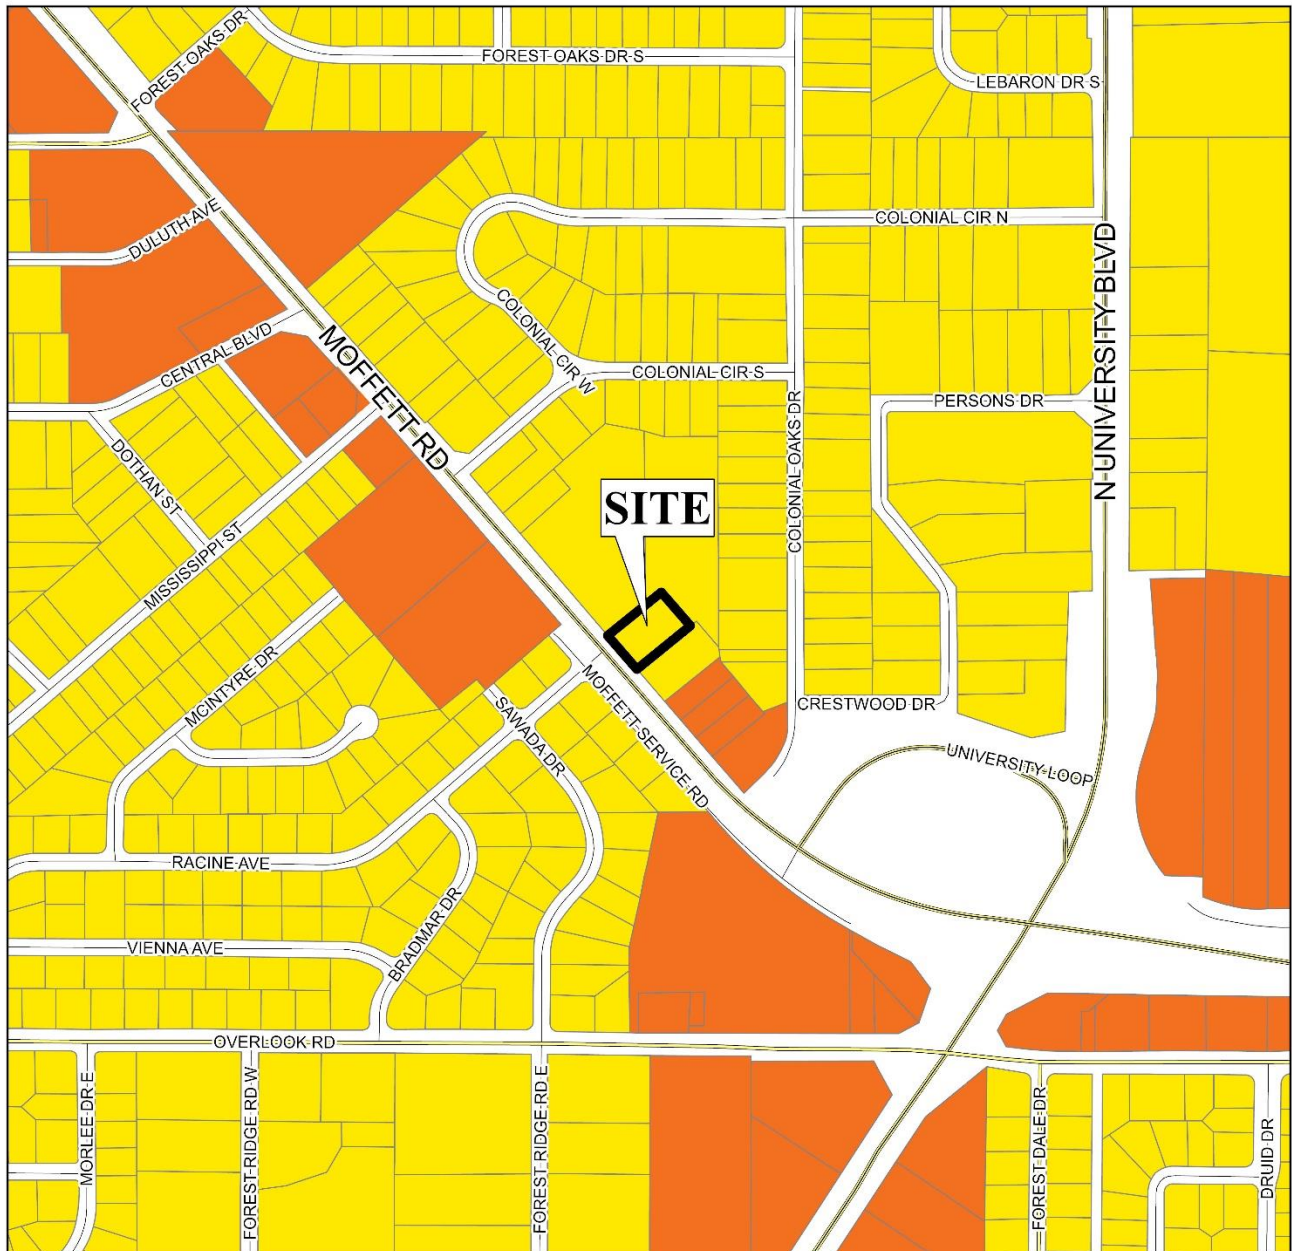 FOREST OAKS DR
FOREST OAKS DR S
LEBARON DR S
DULUTH AVE
COLONIAL CIR N
N UNIVERSITY BLVD
COLONIAL CIR W
MOFFETT RD
CENTRAL BLVD
COLONIAL CIR S
PERSONS DR
COLONIAL OAKS DR
DOTHAN ST
MISSISSIPPI ST
SITE
MCINTYRE DR
SAWADA DR
MOFFETT SERVICE RD
CRESTWOOD DR
UNIVERSITY LOOP
RACINE AVE
BRADMAR DR
VIENNA AVE
OVERLOOK RD
MORLEE DR E
FOREST RIDGE RD W
FOREST RIDGE RD E
FOREST DALE DR
DRUID DR